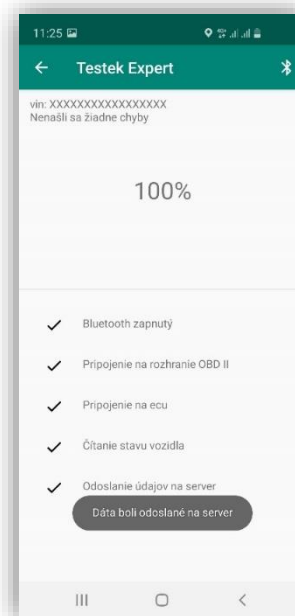 11:25
Testek Expert
vin: XXXXXXXXXXXXXXXXX
Nenašli sa žiadne chyby
100%
Bluetooth zapnutý
Pripojenie na rozhranie OBD II
Pripojenie na ecu
Čítanie stavu vozidla
Odoslanie údajov na server
Dáta boli odoslané na server